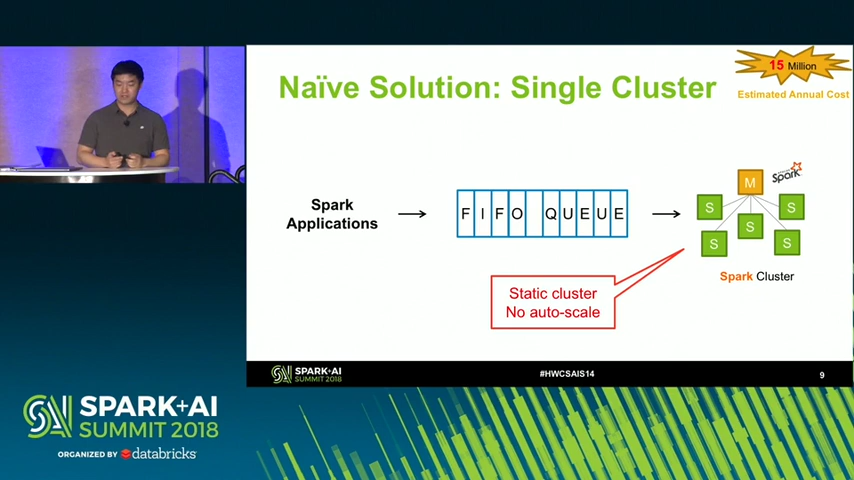 15 Million
Estimated Annual Cost
Naïve Solution: Single Cluster
Spark
Applications
FIFO QUEUE
M
Spark
S
S
S
S
S
Spark Cluster
Static cluster
No auto-scale
SPARK+AI
SUMMIT 2018
#HWCSAIS14
9
SPARK+AI
SUMMIT 2018
ORGANIZED BY databricks